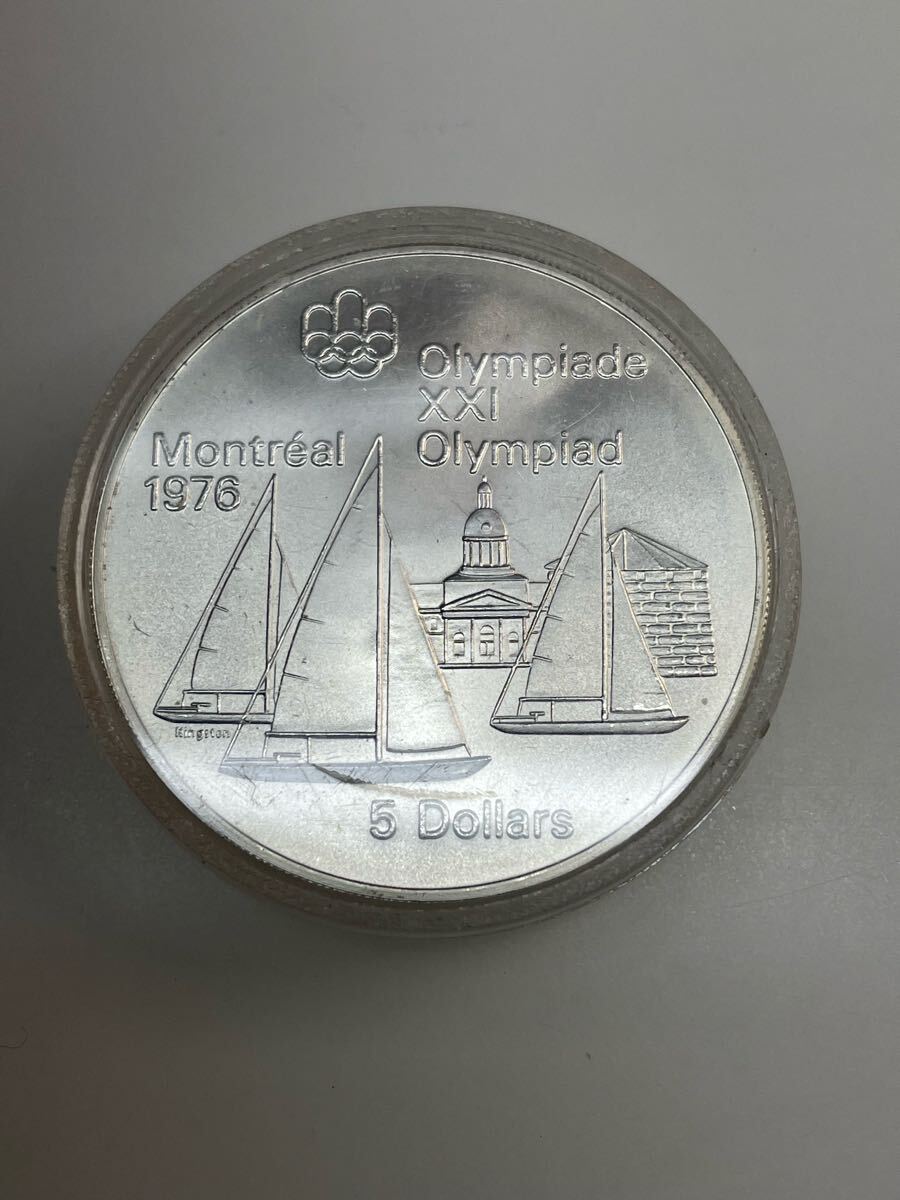 Olympiade
XXI
Olympiad
Montréal
1976
Kingston
5 Dollars